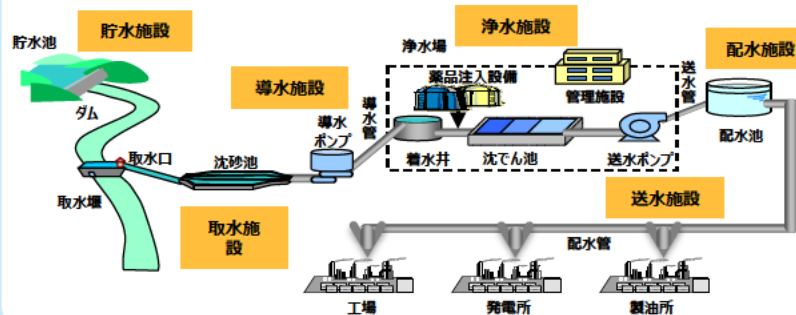 貯水池
貯水施設
ダム
取水口
取水堰
沈砂池
取水施
設
導水施設
導水
ポンプ
導水管
浄水場
浄水施設
薬品注入設備
管理施設
着水井
沈でん池
送水ポンプ
送水管
配水施設
配水池
送水施設
配水管
工場
発電所
製油所